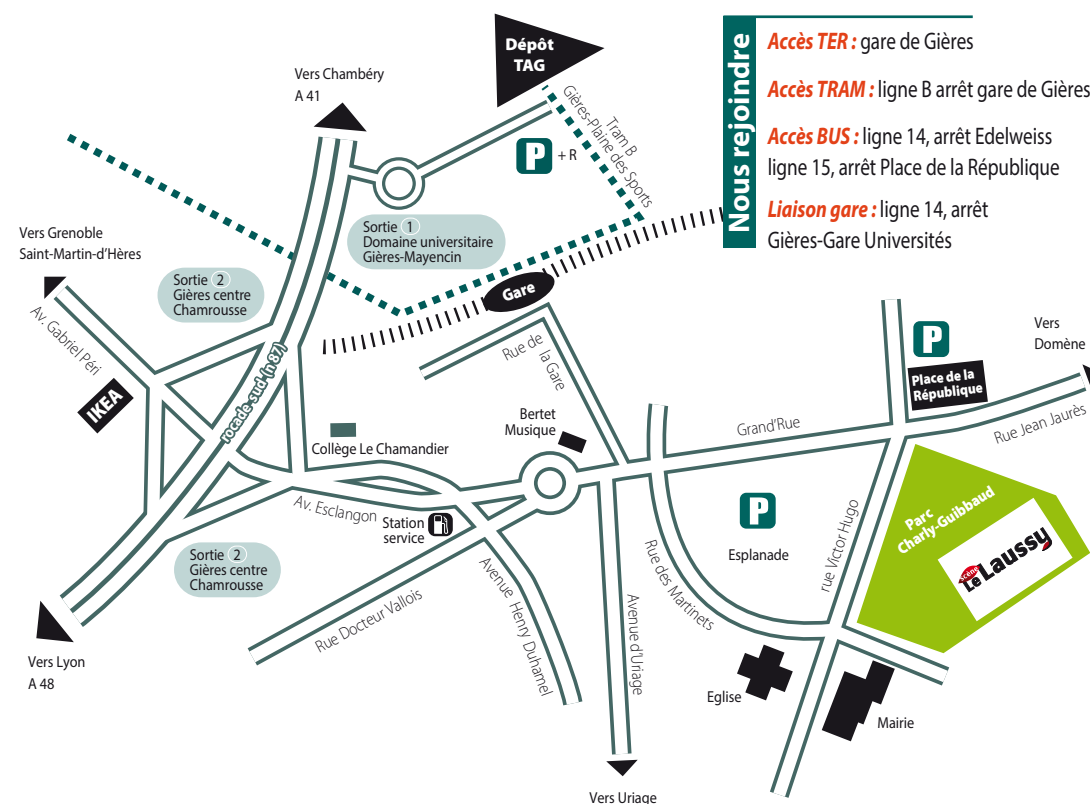 Dépôt
TAG
Vers Chambéry
A 41
P + R
Tram B
Gières-Plaine des Sports
Nous rejoindre
Accès TER : gare de Gières
Accès TRAM : ligne B arrêt gare de Gières
Accès BUS : ligne 14, arrêt Edelweiss
ligne 15, arrêt Place de la République
Liaison gare : ligne 14, arrêt
Gières-Gare Universités
Vers Grenoble
Saint-Martin-d'Hères
Sortie 1
Domaine universitaire
Gières-Mayencin
Sortie 2
Gières centre
Chamrousse
Gare
Av. Gabriel Péri
IKEA
rocade sud (n 87)
Rue de
la Gare
P
Place de la
République
Vers
Domène
Rue Jean Jaurès
Bertet
Musique
Collège Le Chamandier
Grand'Rue
Av. Esclangon
Station
service
P
Esplanade
rue Victor Hugo
Parc
Charly-Guibbaud
scène
Le Laussy
Sortie 2
Gières centre
Chamrousse
Rue Docteur Vallois
Avenue Henry Duhamel
Avenue d'Uriage
Rue des Martinets
Vers Lyon
A 48
Eglise
Mairie
Vers Uriage